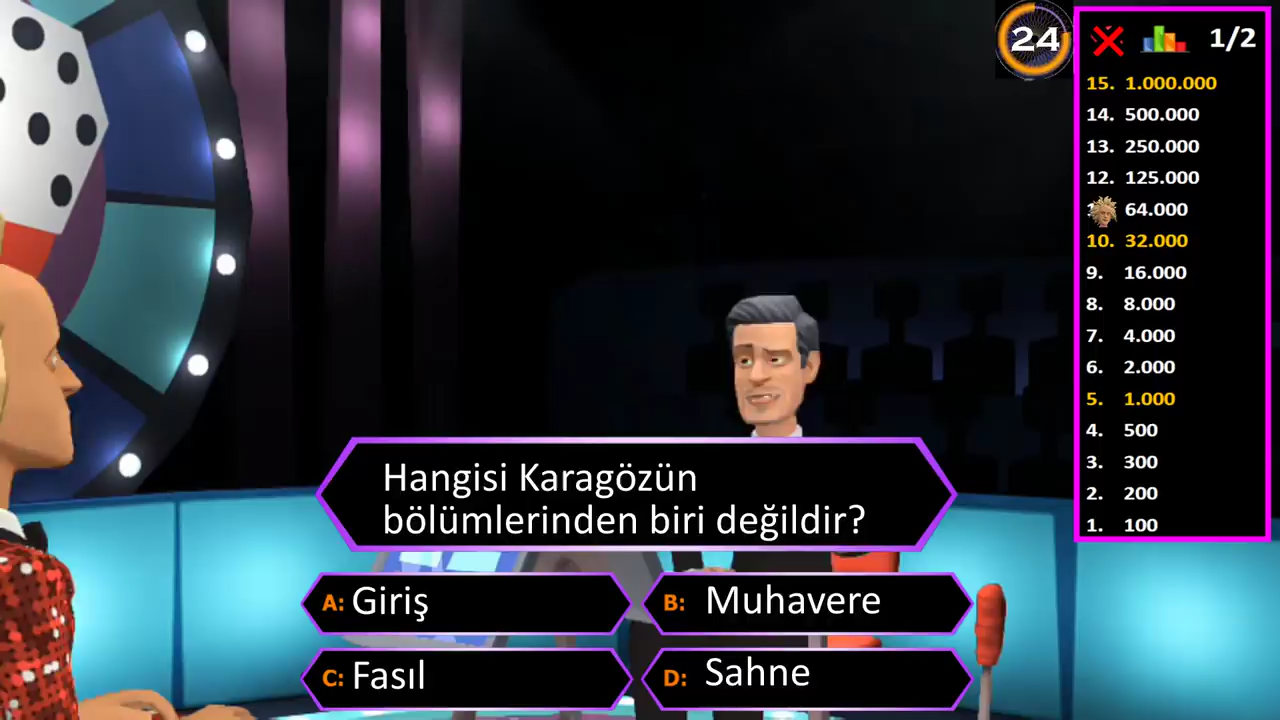 24
1/2
15. 1.000.000
14. 500.000
13. 250.000
12. 125.000
64.000
10. 32.000
9. 16.000
8. 8.000
7. 4.000
6. 2.000
5. 1.000
4. 500
3. 300
2. 200
1. 100
Hangisi Karagözün
bölümlerinden biri değildir?
A: Giriş
B: Muhavere
C: Fasıl
D: Sahne